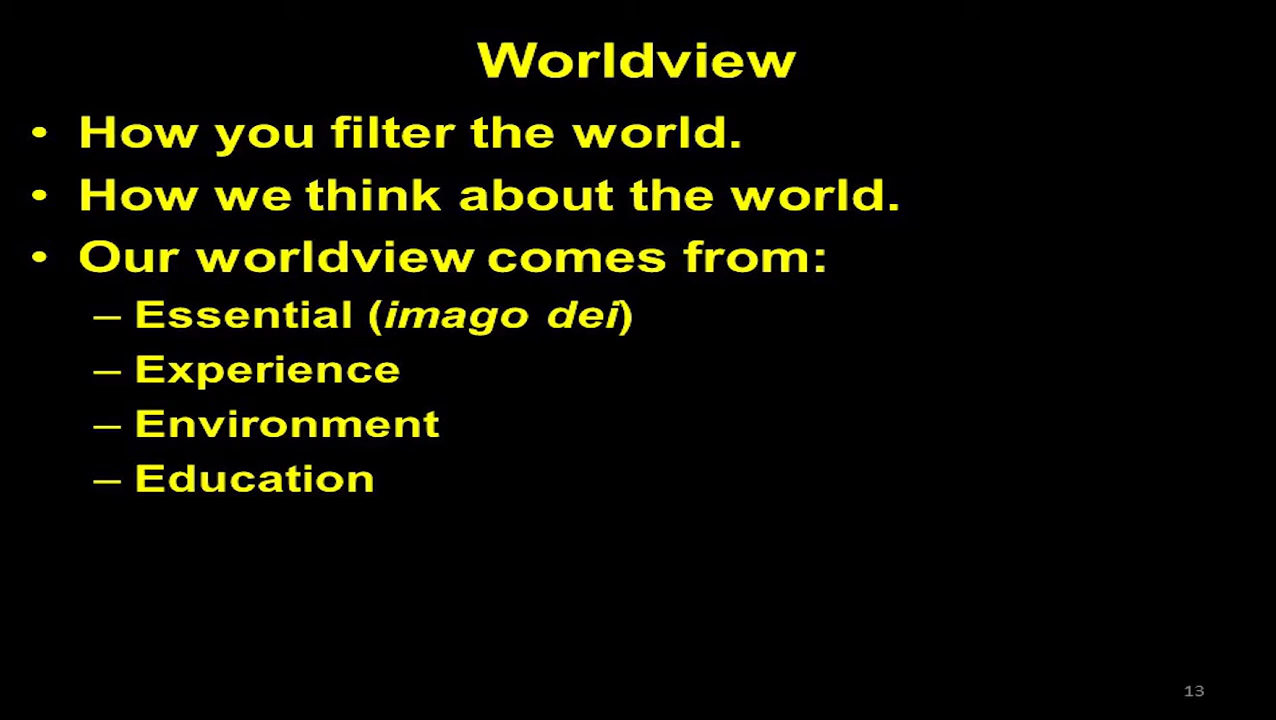 Worldview
• How you filter the world.
• How we think about the world.
• Our worldview comes from:
– Essential (imago dei)
– Experience
– Environment
– Education
13